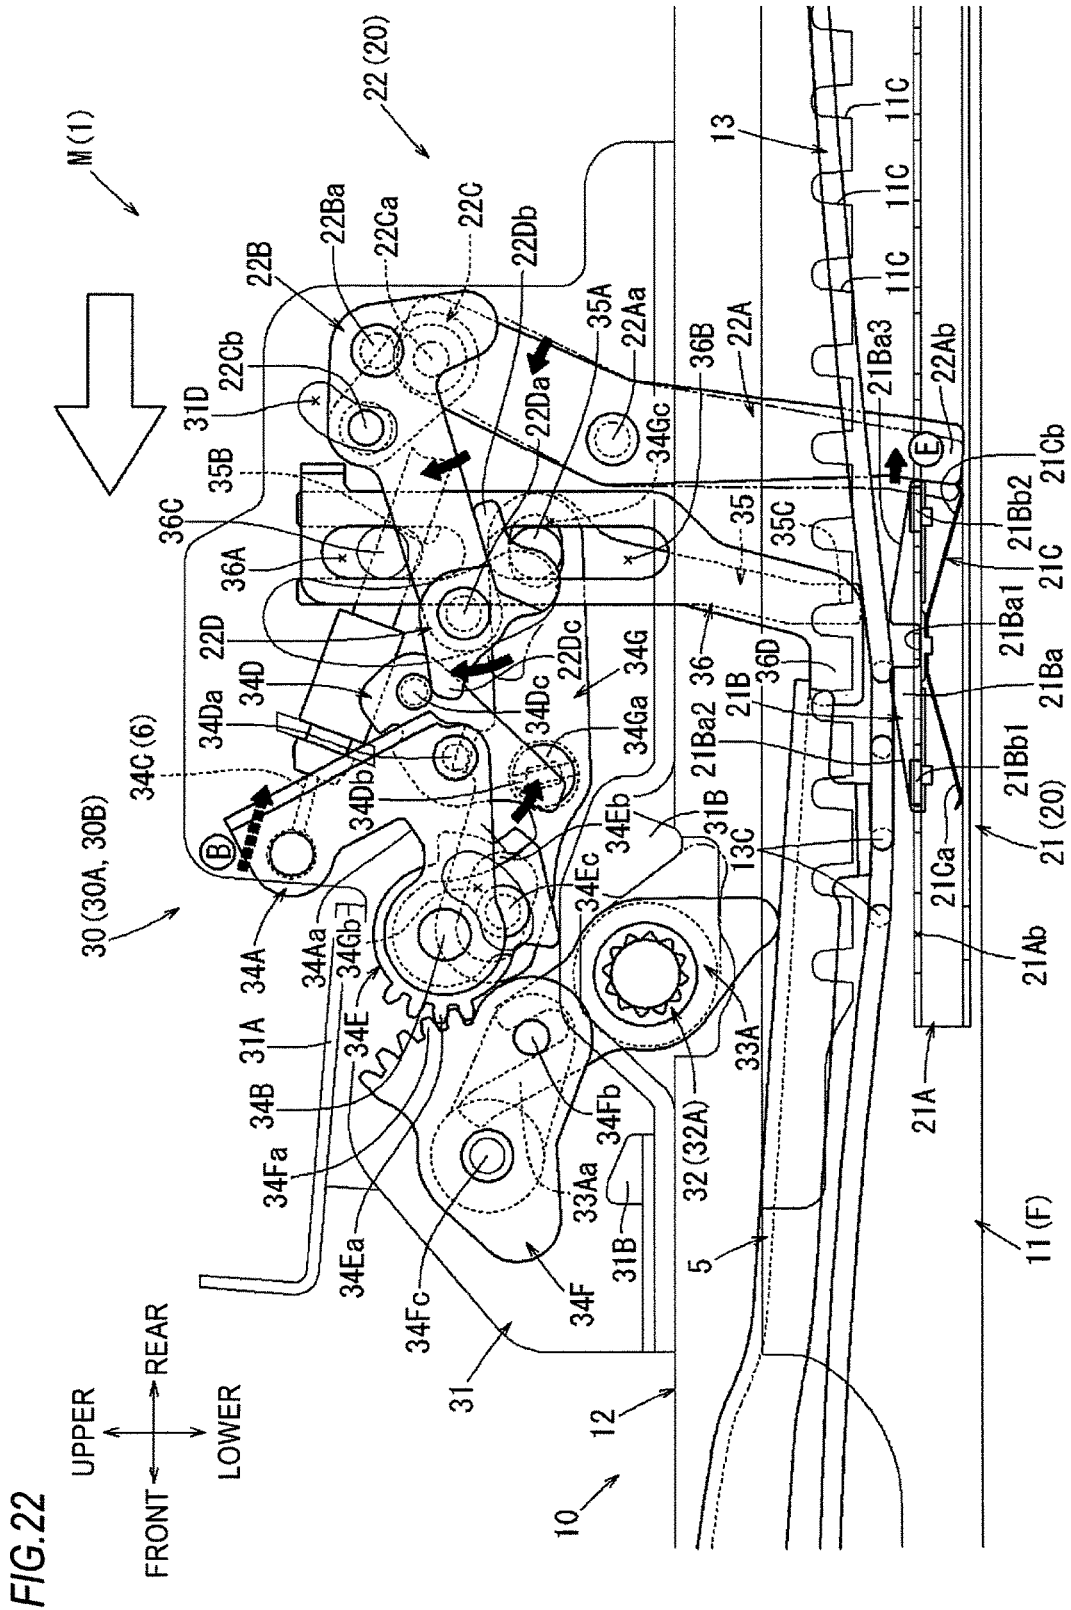 FIG.22
UPPER
FRONT
REAR
LOWER
M(1)
22(20)
30(30A, 30B)
B
34A
34Aa
34Gb
31A
34E
34B
34Fa
34Ea
34Fc
34F
31
12
10
34C(6)
34Da
34D
34Db
22D
36A
36C
35B
31D
22Cb
22B
22Ba
22Ca
22C
22Db
35A
22Aa
36B
22A
22Da
34Gc
22Dc
34G
34Dc
34Ga
34Eb
34Ec
31B
33A
32(32A)
34Fb
33Aa
31B
5
35
35C
36
36D
21B
21Ba2
13C
13
11C
11C
11C
21Ba3
22Ab
E
21Cb
21Bb2
21C
21Ba1
21Ba
21Bb1
21(20)
21Ca
21Ab
21A
11(F)